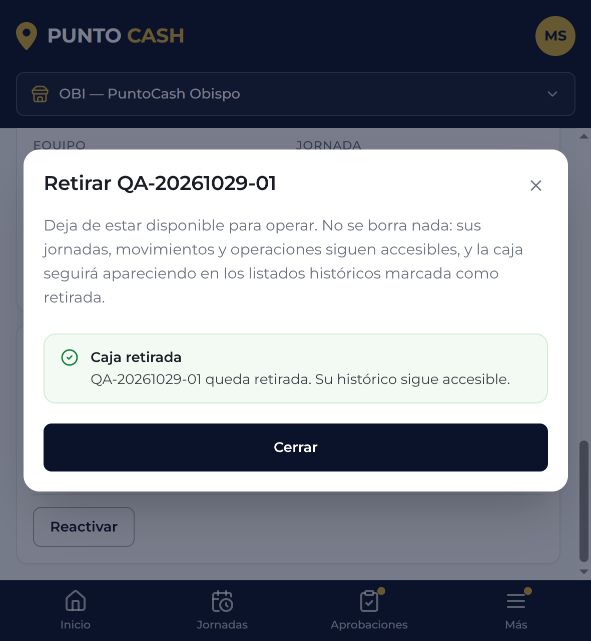 PUNTO CASH
MS
OBI — PuntoCash Obispo
EQUIPO
JORNADA
Retirar QA-20261029-01
Deja de estar disponible para operar. No se borra nada: sus
jornadas, movimientos y operaciones siguen accesibles, y la caja
seguirá apareciendo en los listados históricos marcada como
retirada.
Caja retirada
QA-20261029-01 queda retirada. Su histórico sigue accesible.
Cerrar
Reactivar
Inicio
Jornadas
Aprobaciones
Más